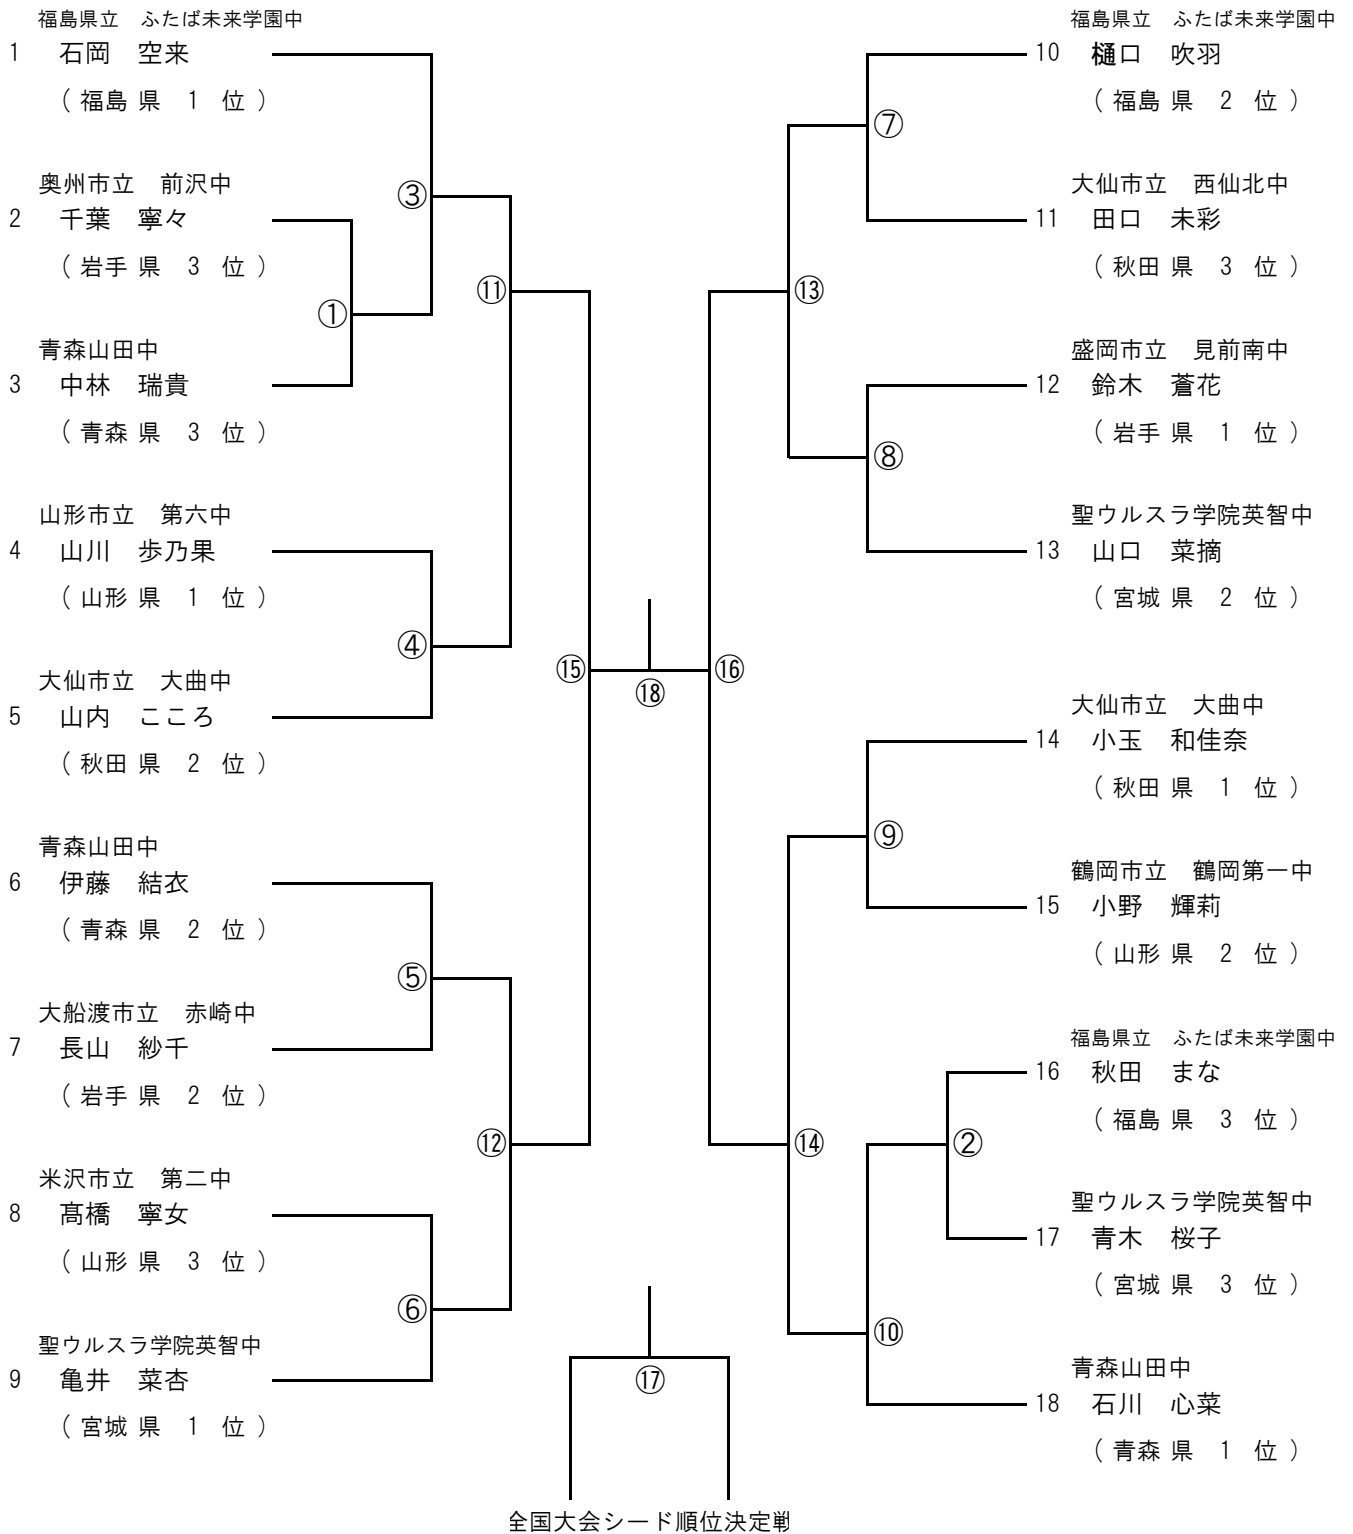 福島県立　ふたば未来学園中
1　石岡　空来
（ 福島 県　1　位 ）
奥州市立　前沢中
2　千葉　寧々
（ 岩手 県　3　位 ）
青森山田中
3　中林　瑞貴
（ 青森 県　3　位 ）
山形市立　第六中
4　山川　歩乃果
（ 山形 県　1　位 ）
大仙市立　大曲中
5　山内　こころ
（ 秋田 県　2　位 ）
青森山田中
6　伊藤　結衣
（ 青森 県　2　位 ）
大船渡市立　赤崎中
7　長山　紗千
（ 岩手 県　2　位 ）
米沢市立　第二中
8　髙橋　寧女
（ 山形 県　3　位 ）
聖ウルスラ学院英智中
9　亀井　菜杏
（ 宮城 県　1　位 ）
①
③
④
⑤
⑥
⑪
⑫
⑮
⑱
⑯
⑬
⑭
⑦
⑧
⑨
②
⑩
福島県立　ふたば未来学園中
10　樋口　吹羽
（ 福島 県　2　位 ）
大仙市立　西仙北中
11　田口　未彩
（ 秋田 県　3　位 ）
盛岡市立　見前南中
12　鈴木　蒼花
（ 岩手 県　1　位 ）
聖ウルスラ学院英智中
13　山口　菜摘
（ 宮城 県　2　位 ）
大仙市立　大曲中
14　小玉　和佳奈
（ 秋田 県　1　位 ）
鶴岡市立　鶴岡第一中
15　小野　輝莉
（ 山形 県　2　位 ）
福島県立　ふたば未来学園中
16　秋田　まな
（ 福島 県　3　位 ）
聖ウルスラ学院英智中
17　青木　桜子
（ 宮城 県　3　位 ）
青森山田中
18　石川　心菜
（ 青森 県　1　位 ）
⑰
全国大会シード順位決定戦